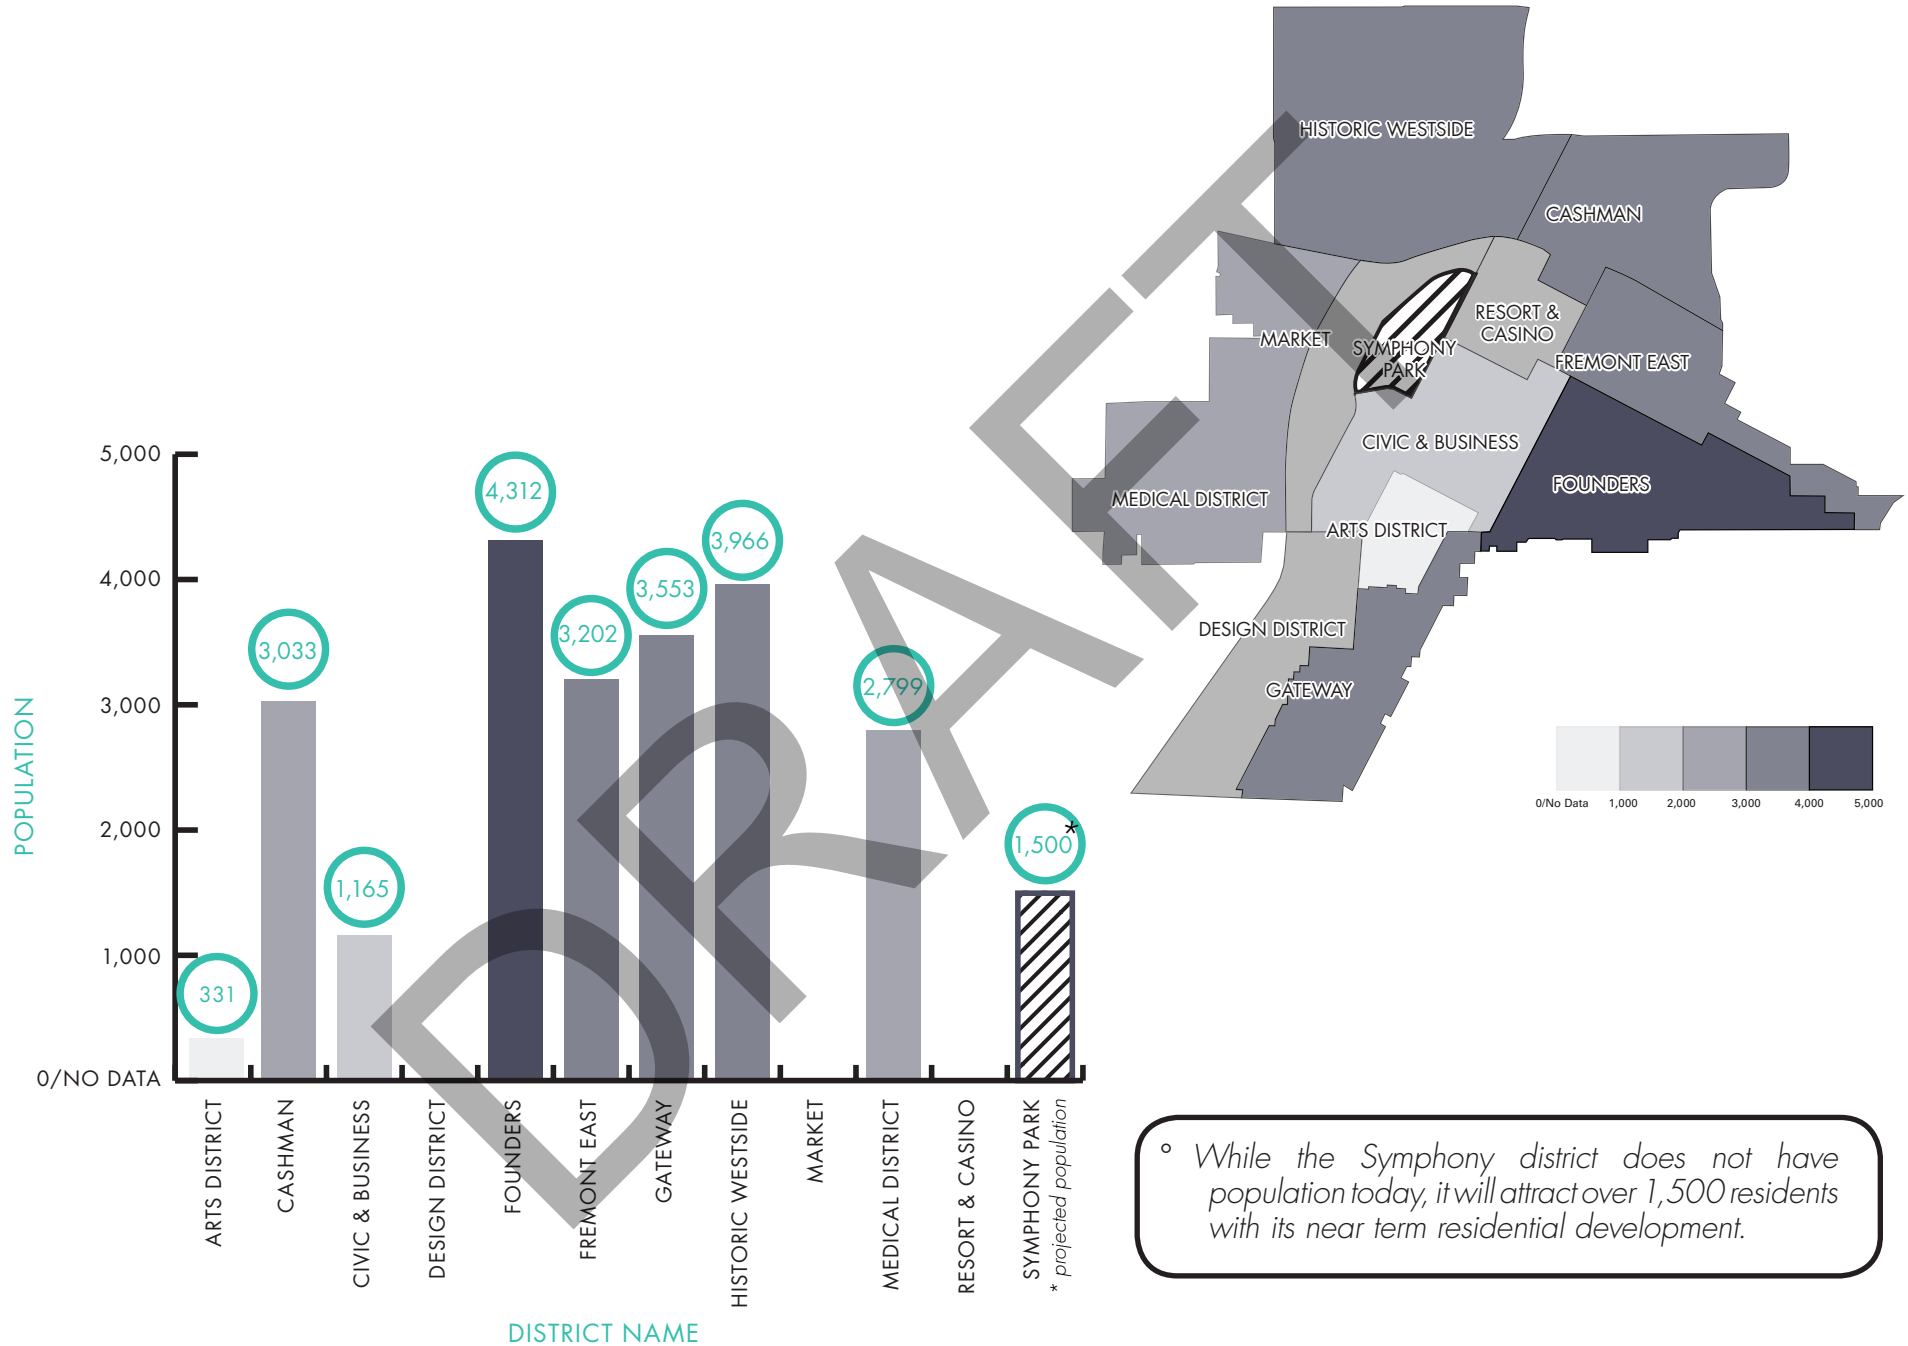 HISTORIC WESTSIDE
CASHMAN
RESORT &
CASINO
MARKET
SYMPHONY
PARK
FREMONT EAST
CIVIC & BUSINESS
FOUNDERS
MEDICAL DISTRICT
ARTS DISTRICT
DESIGN DISTRICT
GATEWAY
0/No Data 1,000 2,000 3,000 4,000 5,000
POPULATION
5,000
4,000
3,000
2,000
1,000
0/NO DATA
331
3,033
1,165
4,312
3,202
3,553
3,966
2,799
1,500*
ARTS DISTRICT
CASHMAN
CIVIC & BUSINESS
DESIGN DISTRICT
FOUNDERS
FREMONT EAST
GATEWAY
HISTORIC WESTSIDE
MARKET
MEDICAL DISTRICT
RESORT & CASINO
SYMPHONY PARK
* projected population
DISTRICT NAME
° While the Symphony district does not have
population today, it will attract over 1,500 residents
with its near term residential development.
DRAFT